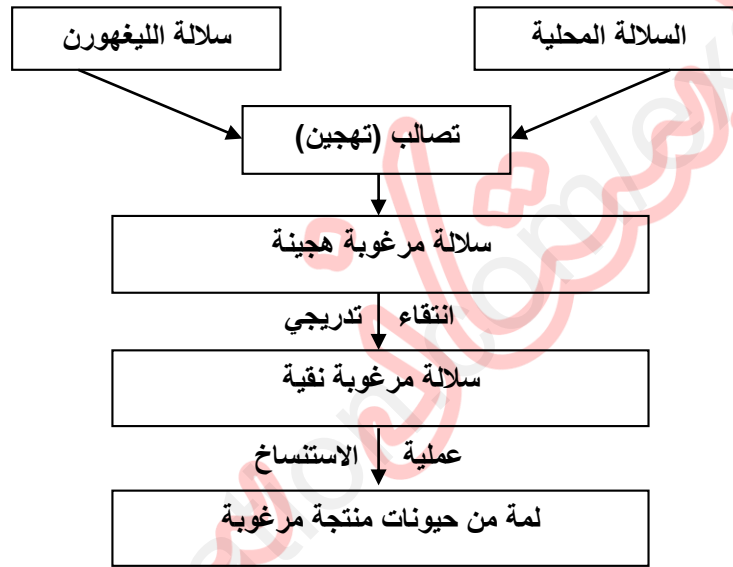 السلالة المحلية
سلالة الليغهورن
تصالب (تهجين)
سلالة مرغوبة هجينة
انتقاء تدريجي
سلالة مرغوبة نقية
عملية الاستنساخ
لمة من حيونات منتجة مرغوبة